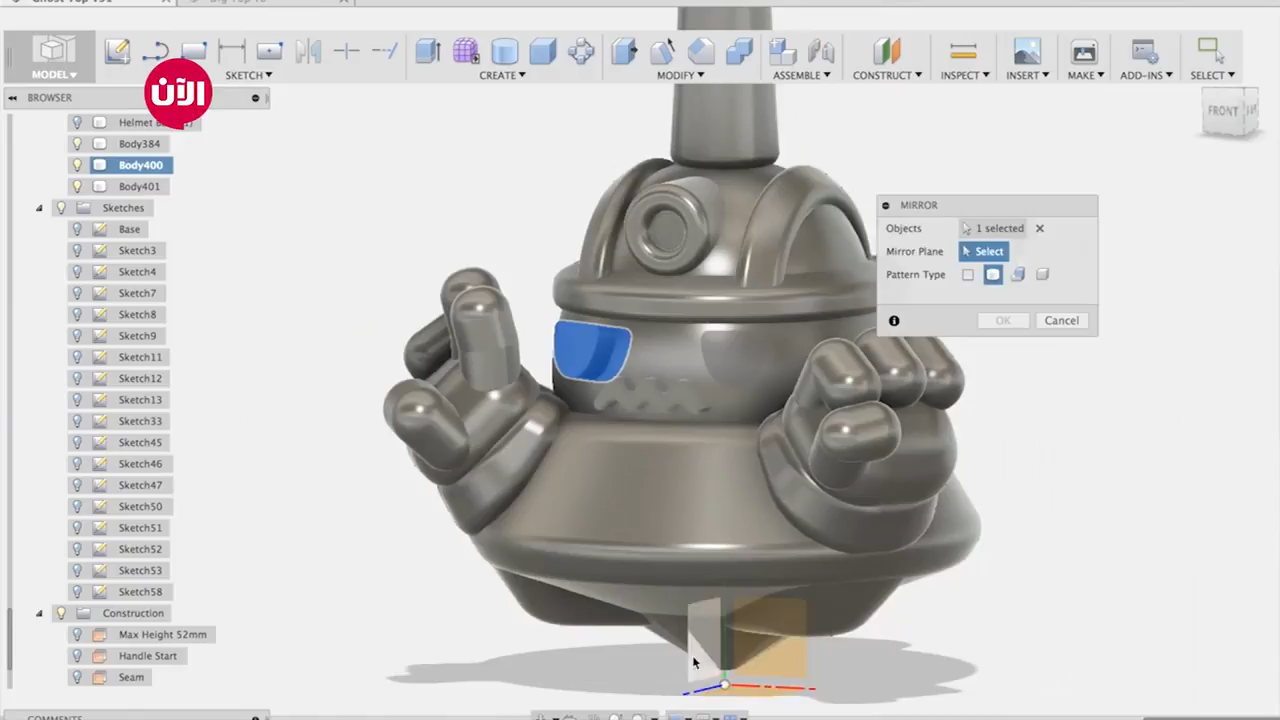 MODEL▾
SKETCH▾
CREATE▾
MODIFY▾
ASSEMBLE▾
CONSTRUCT▾
INSPECT▾
INSERT▾
MAKE▾
ADD-INS▾
SELECT▾
الآن
BROWSER
FRONT
Helmet
Body384
Body400
Body401
Sketches
Base
Sketch3
Sketch4
Sketch7
Sketch8
Sketch9
Sketch11
Sketch12
Sketch13
Sketch33
Sketch45
Sketch46
Sketch47
Sketch50
Sketch51
Sketch52
Sketch53
Sketch58
Construction
Max Height 52mm
Handle Start
Seam
COMMENTS
MIRROR
Objects 1 selected
Mirror Plane Select
Pattern Type
OK Cancel